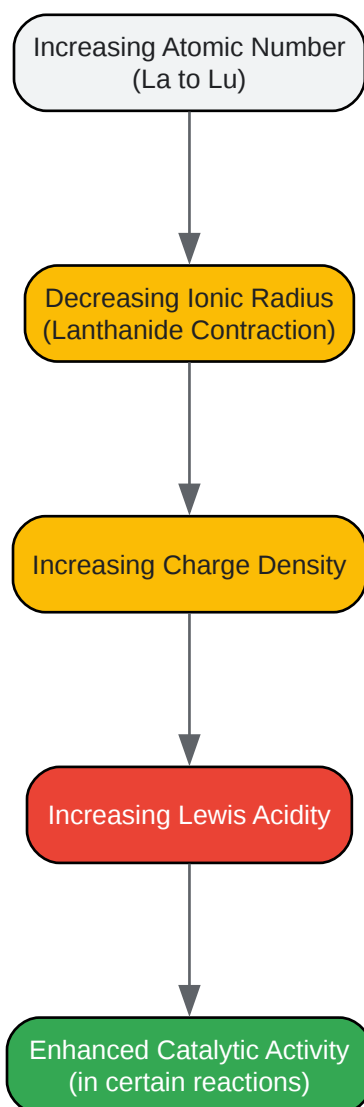 Increasing Atomic Number
(La to Lu)
Decreasing Ionic Radius
(Lanthanide Contraction)
Increasing Charge Density
Increasing Lewis Acidity
Enhanced Catalytic Activity
(in certain reactions)